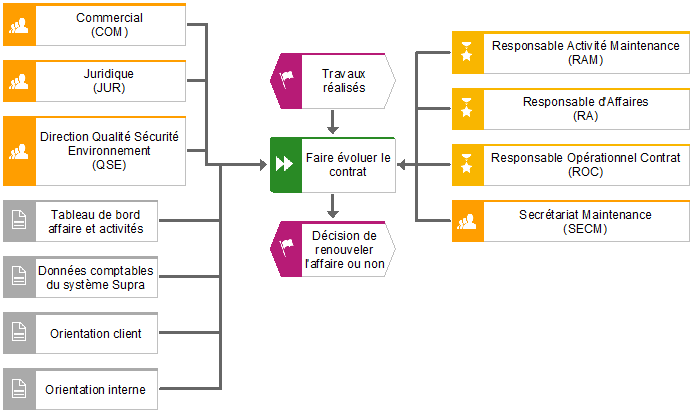 Commercial
(COM)
Juridique
(JUR)
Direction Qualité Sécurité
Environnement
(QSE)
Tableau de bord
affaire et activités
Données comptables
du système Supra
Orientation client
Orientation interne
Travaux
réalisés
Faire évoluer le
contrat
Décision de
renouveler
l'affaire ou non
Responsable Activité Maintenance
(RAM)
Responsable d'Affaires
(RA)
Responsable Opérationnel Contrat
(ROC)
Secrétariat Maintenance
(SECM)